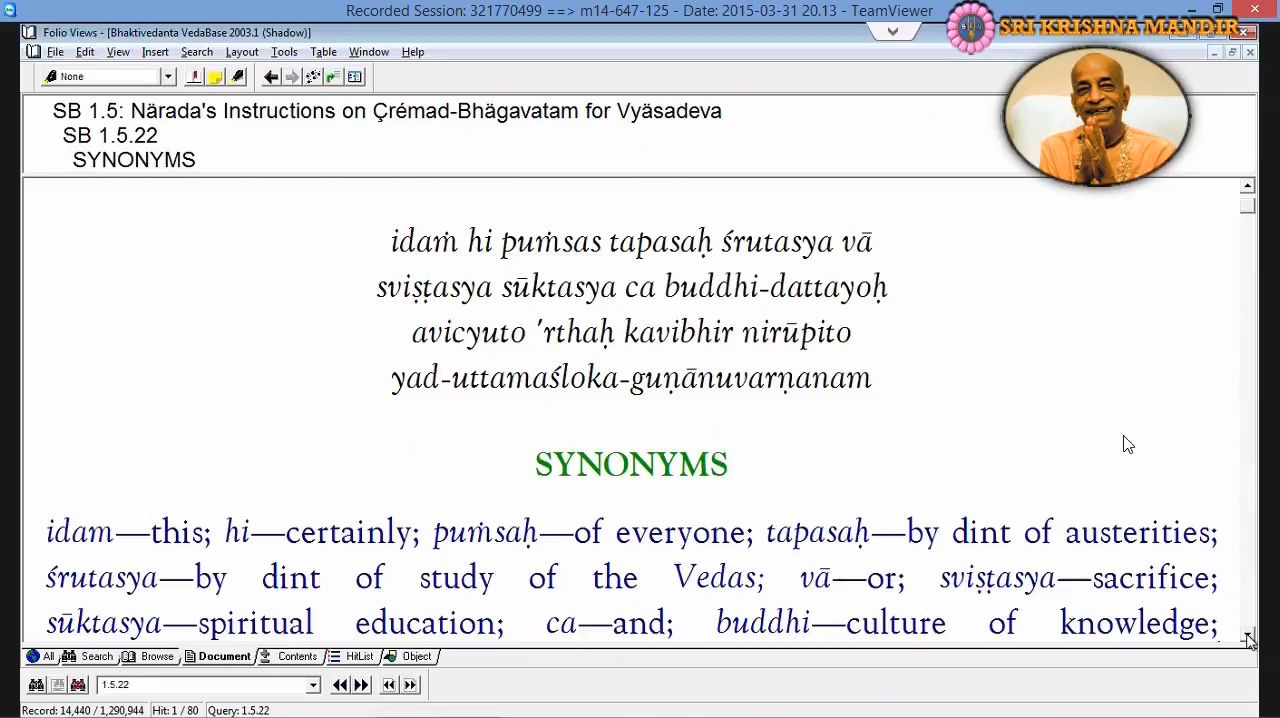 Recorded Session: 321770499 ==> m14-647-125 - Date: 2015-03-31 20.13 - TeamViewer
SRI KRISHNA MANDIR
Folio Views - [Bhaktivedanta VedaBase 2003.1 (Shadow)]
File Edit View Insert Search Layout Tools Table Window Help
None
SB 1.5: Närada's Instructions on Çrémad-Bhägavatam for Vyäsadeva
SB 1.5.22
SYNONYMS
idaṁ hi puṁsas tapasaḥ śrutasya vā
sviṣṭasya sūktasya ca buddhi-dattayoḥ
avicyuto 'rthaḥ kavibhir nirūpito
yad-uttamaśloka-guṇānuvarṇanam
SYNONYMS
idam—this; hi—certainly; puṁsaḥ—of everyone; tapasaḥ—by dint of austerities;
śrutasya—by dint of study of the Vedas; vā—or; sviṣṭasya—sacrifice;
sūktasya—spiritual education; ca—and; buddhi—culture of knowledge;
All Search Browse Document Contents HitList Object
1.5.22
Record: 14,440 / 1,290,944 Hit: 1 / 80 Query: 1.5.22